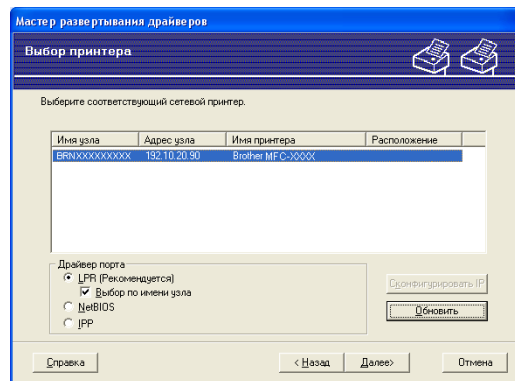 Мастер развертывания драйверов
Выбор принтера
Выберите соответствующий сетевой принтер.
Имя узла Адрес узла Имя принтера Расположение
BRNXXXXXXXXX 192.10.20.90 Brother MFC-XXXX
Драйвер порта
LPR (Рекомендуется)
Выбор по имени узла
NetBIOS
IPP
Сконфигурировать IP
Обновить
Справка < Назад Далее> Отмена